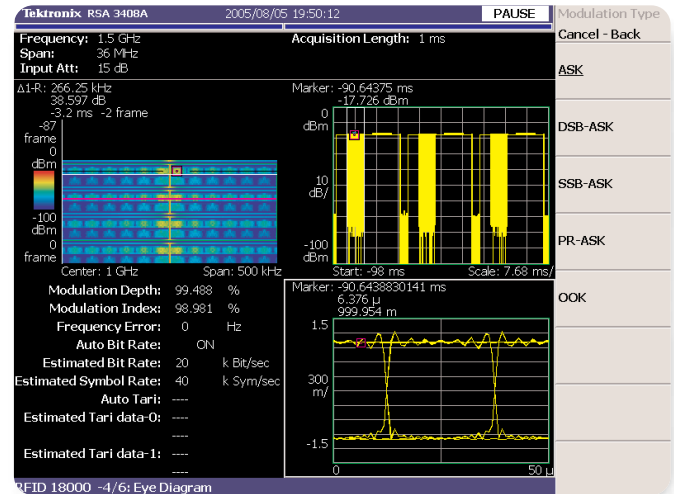 Tektronix RSA 3408A 2005/08/05 19:50:12 PAUSE
Modulation Type
Cancel - Back
Frequency: 1.5 GHz Acquisition Length: 1 ms
Span: 36 MHz
Input Att: 15 dB
ASK
DSB-ASK
SSB-ASK
PR-ASK
OOK
Δ1-R: 266.25 kHz
38.597 dB
-3.2 ms -2 frame
-87
frame
0
dBm
-100
dBm
0
frame
Center: 1 GHz Span: 500 kHz
Marker: -90.64375 ms
-17.726 dBm
0
dBm
10
dB/
-100
dBm
Start: -98 ms Scale: 7.68 ms/
Modulation Depth: 99.488 %
Modulation Index: 98.981 %
Frequency Error: 0 Hz
Auto Bit Rate: ON
Estimated Bit Rate: 20 k Bit/sec
Estimated Symbol Rate: 40 k Sym/sec
Auto Tari: ----
Estimated Tari data-0: ----
----
Estimated Tari data-1: ----
----
Marker: -90.6438830141 ms
6.376 μ
999.954 m
1.5
300
m/
-1.5
0 50 μ
RFID 18000 -4/6: Eye Diagram